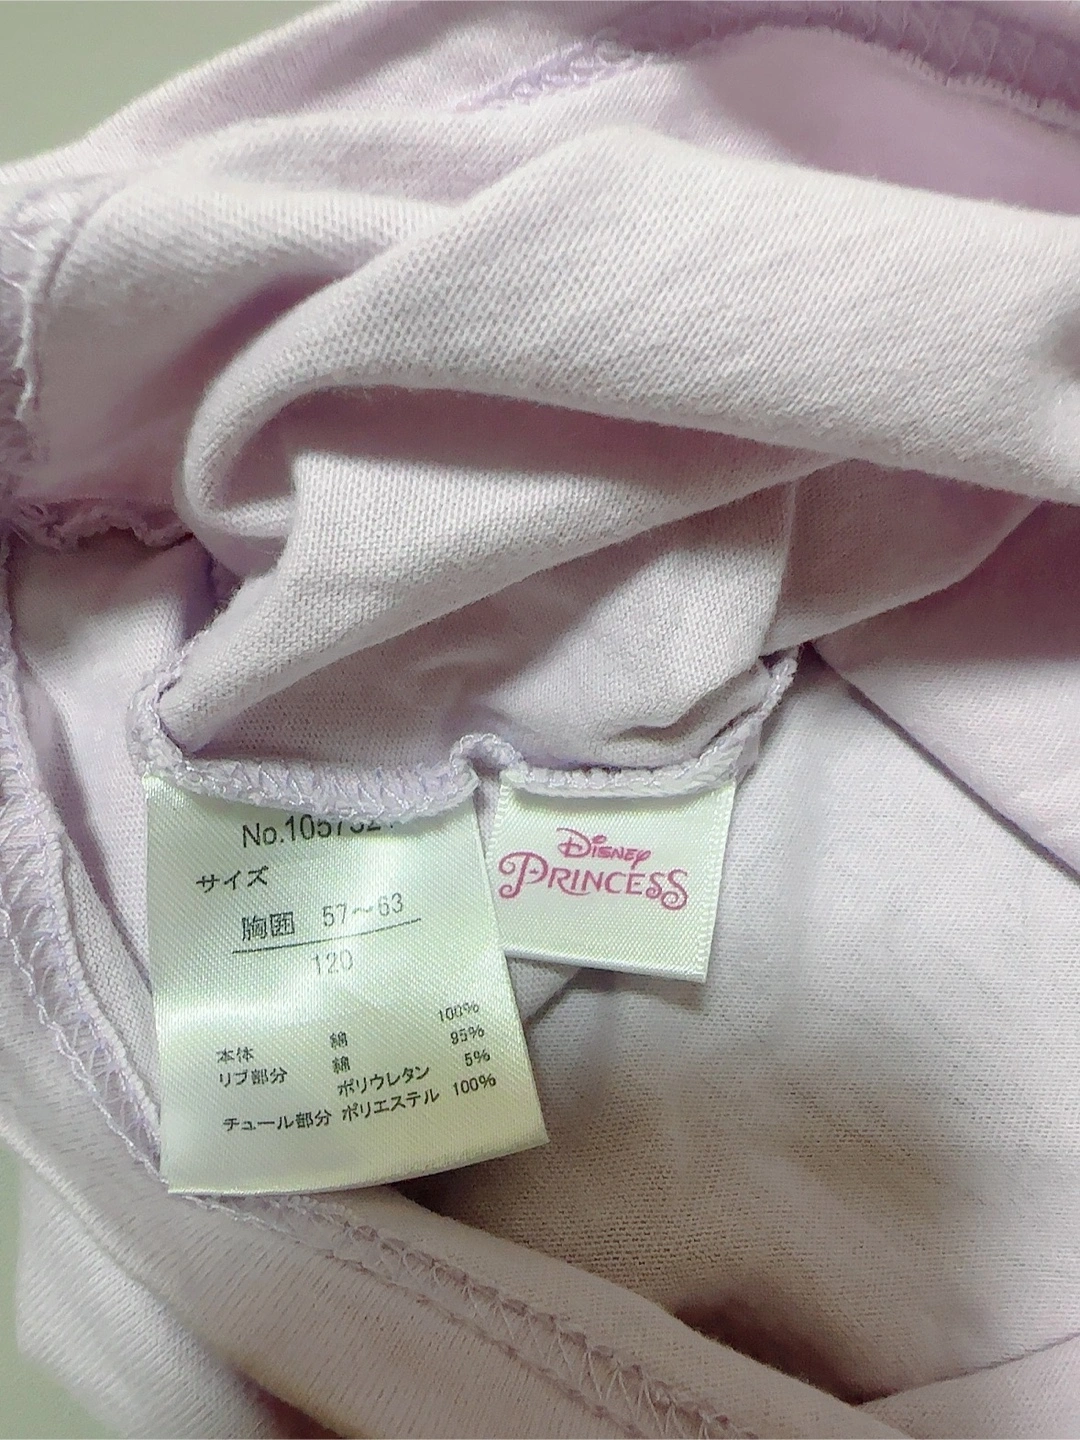 サイズ
胸囲 57～63
120
100%
本体 綿 95%
リブ部分 綿 5%
ポリウレタン 100%
チュール部分 ポリエステル
Disney
PRINCESS